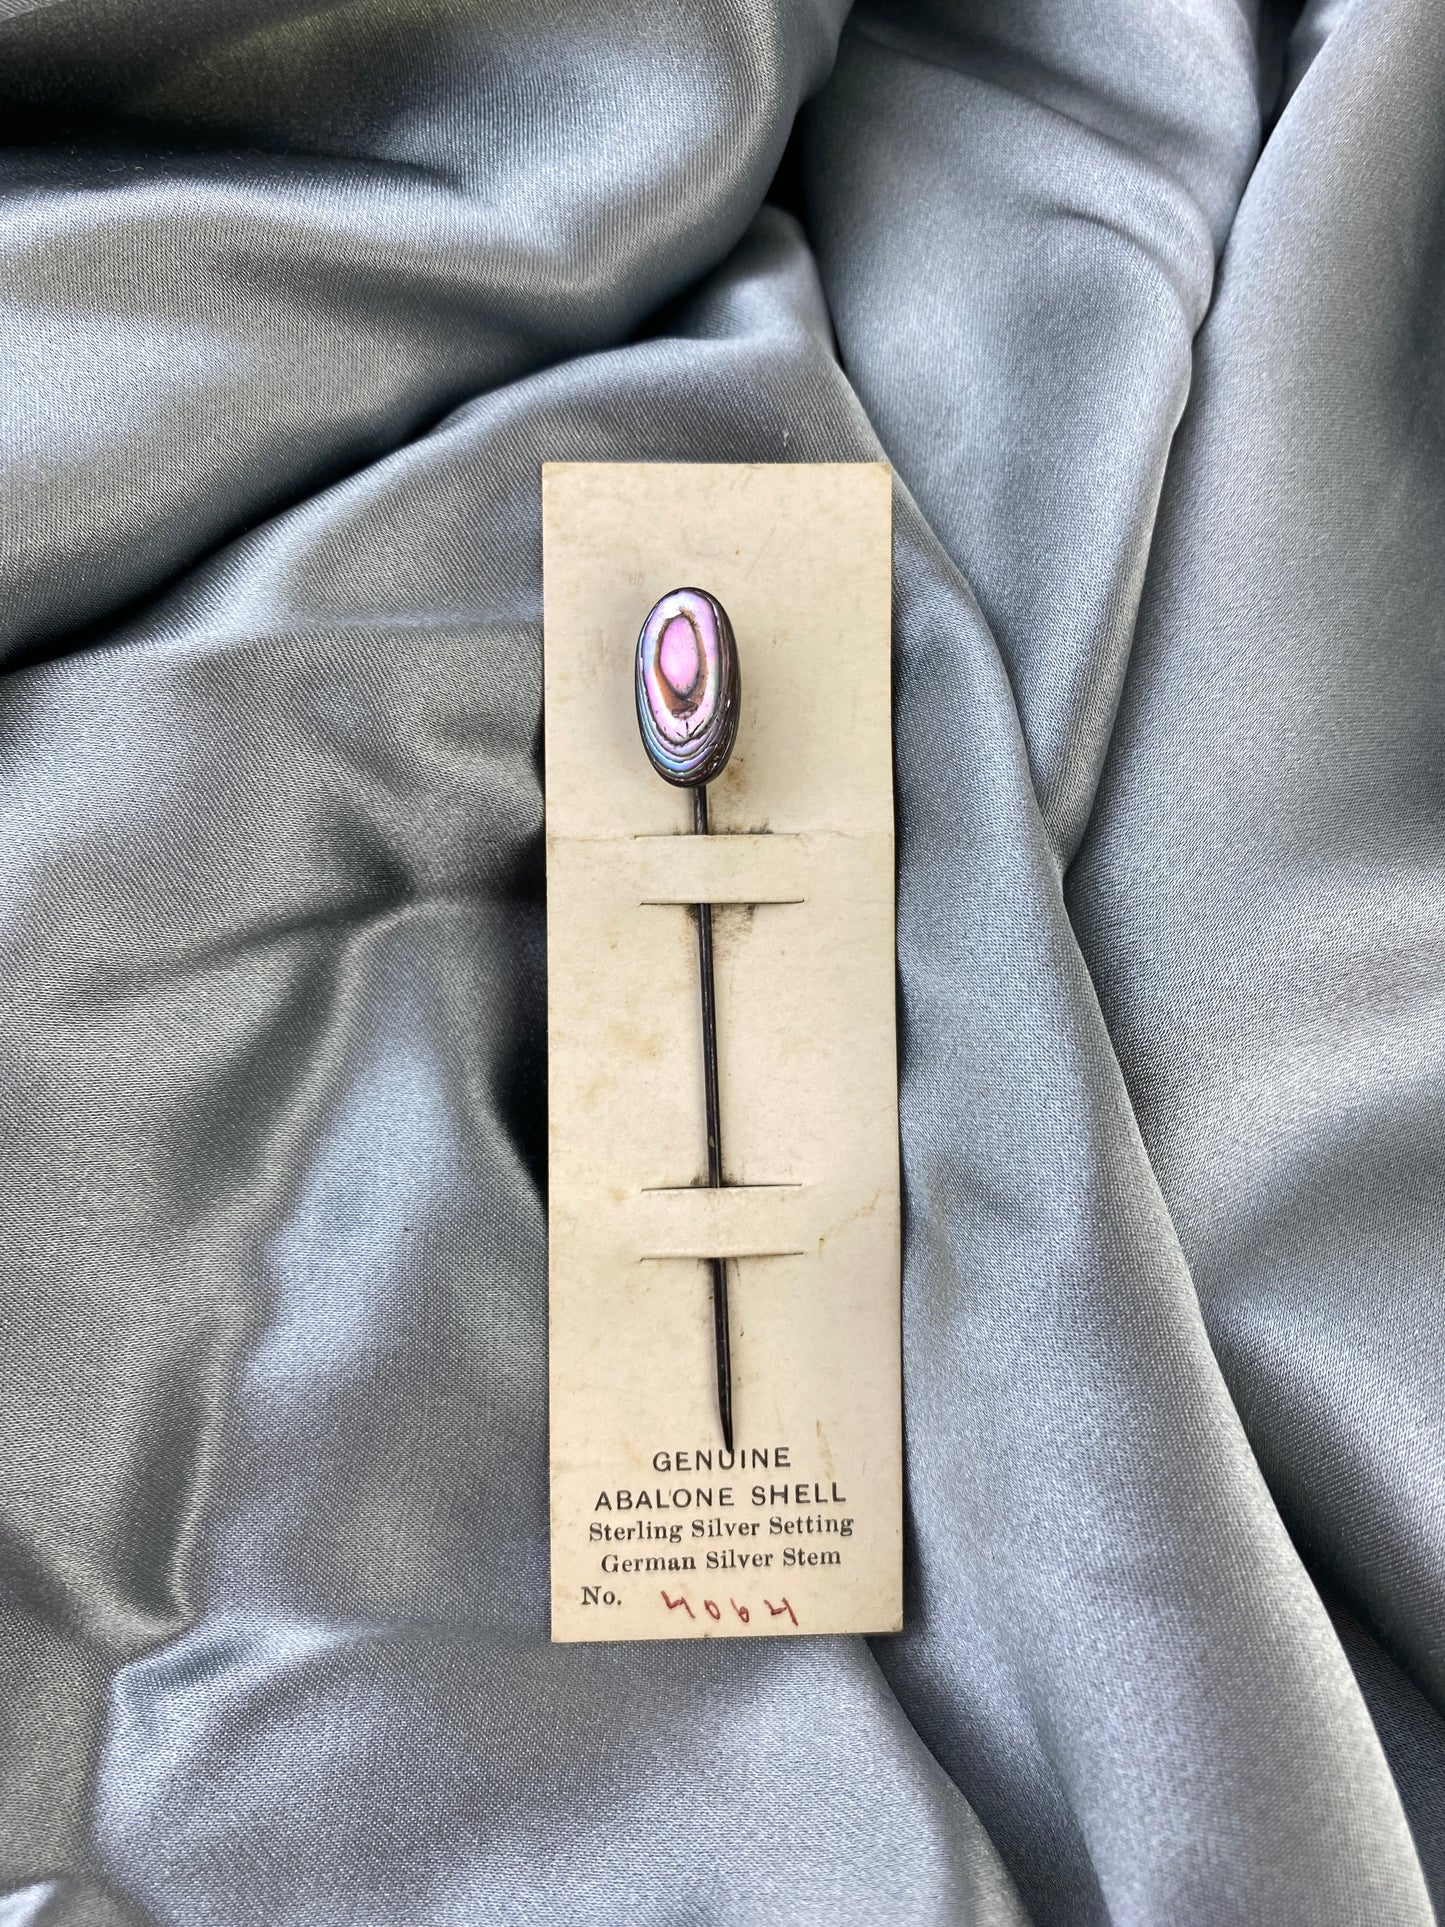 GENUINE
ABALONE SHELL
Sterling Silver Setting
German Silver Stem
No. 4064